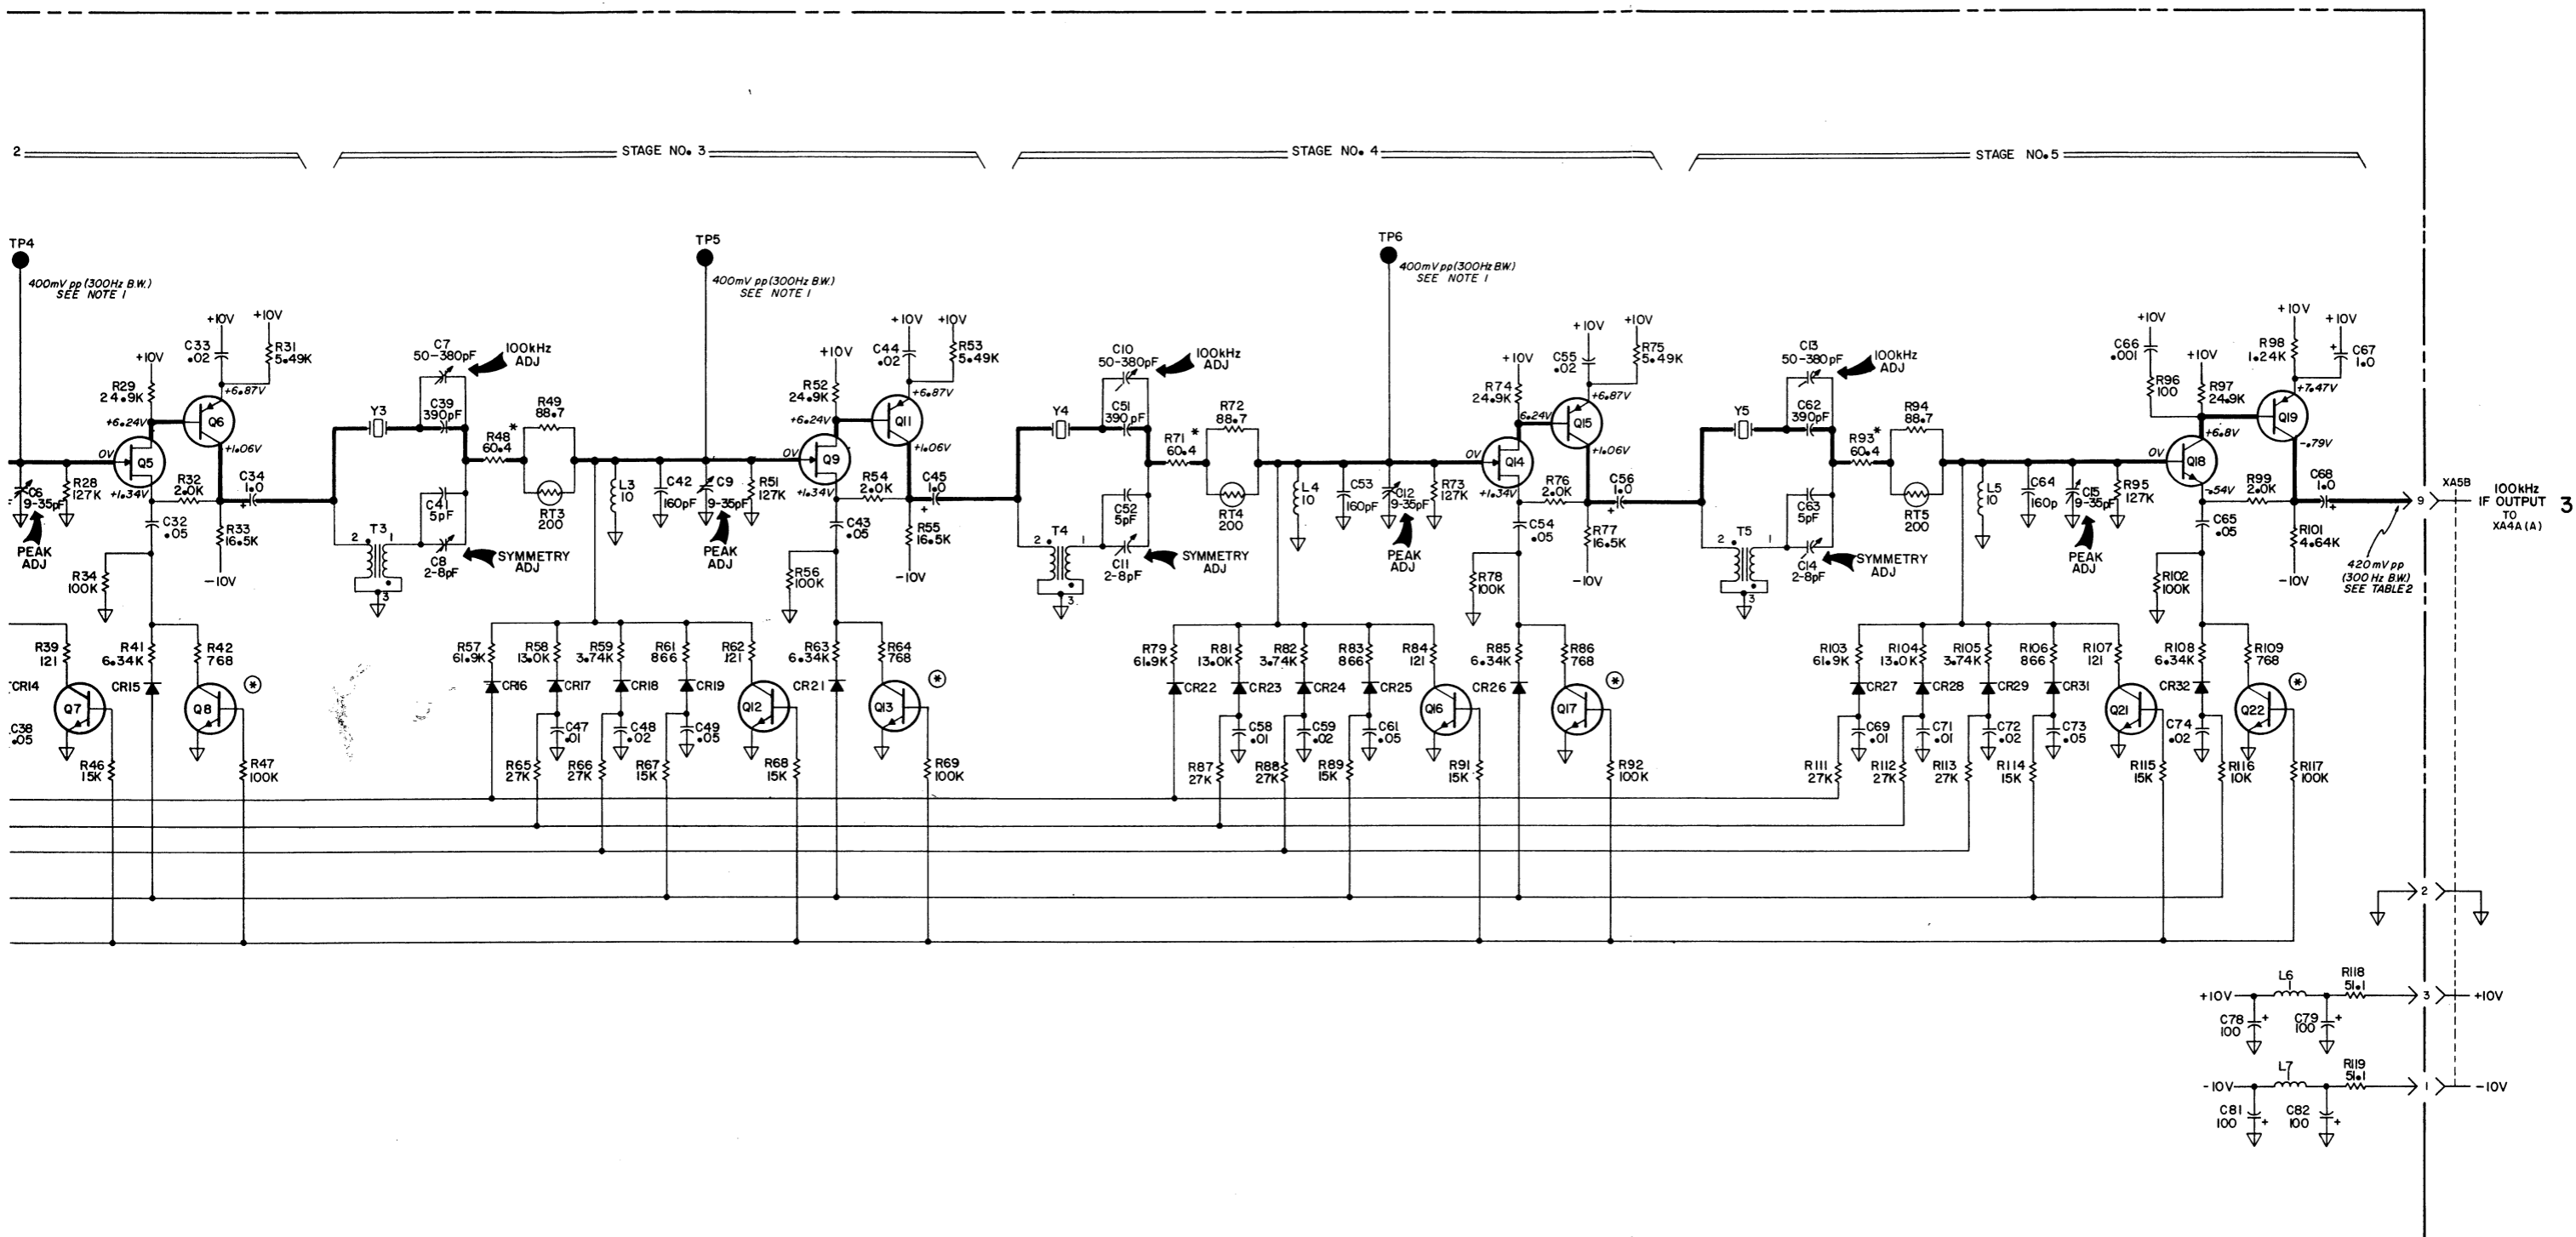 2
STAGE NO. 3
STAGE NO. 4
STAGE NO. 5
TP4
400mV pp (300Hz B.W.)
SEE NOTE 1
TP5
400mV pp (300Hz B.W.)
SEE NOTE 1
TP6
400mV pp (300Hz B.W.)
SEE NOTE 1
+10V
R29
24.9K
+6.24V
+10V
C33
.02
+10V
R31
5.49K
+6.87V
Q6
+1.06V
0V
Q5
+1.34V
C6
9-35pF
R28
127K
PEAK
ADJ
R32
2.0K
C34
1.0
+
C32
.05
R33
16.5K
-10V
R34
100K
R39
121
R41
6.34K
R42
768
CR14
Q7
CR15
Q8
*
C38
.05
R46
15K
R47
100K
C7
50-380pF
100kHz
ADJ
Y3
C39
390pF
R48
60.4
*
R49
88.7
RT3
200
C41
5pF
T3
2
1
3
C8
2-8pF
SYMMETRY
ADJ
L3
10
C42
160pF
C9
9-35pF
R51
127K
PEAK
ADJ
+10V
R52
24.9K
+6.24V
+10V
C44
.02
+10V
R53
5.49K
+6.87V
Q11
+1.06V
0V
Q9
+1.34V
R54
2.0K
C45
1.0
+
C43
.05
R55
16.5K
-10V
R56
100K
R57
61.9K
R58
13.0K
R59
3.74K
R61
866
R62
121
R63
6.34K
R64
768
CR16
CR17
CR18
CR19
Q12
CR21
Q13
*
C47
.01
C48
.02
C49
.05
R65
27K
R66
27K
R67
15K
R68
15K
R69
100K
C10
50-380pF
100kHz
ADJ
Y4
C51
390pF
R71
60.4
*
R72
88.7
RT4
200
C52
5pF
T4
2
1
3
C11
2-8pF
SYMMETRY
ADJ
L4
10
C53
160pF
C12
9-35pF
R73
127K
PEAK
ADJ
+10V
R74
24.9K
6.24V
+10V
C55
.02
+10V
R75
5.49K
+6.87V
Q15
+1.06V
0V
Q14
+1.34V
R76
2.0K
C56
1.0
+
C54
.05
R77
16.5K
-10V
R78
100K
R79
61.9K
R81
13.0K
R82
3.74K
R83
866
R84
121
R85
6.34K
R86
768
CR22
CR23
CR24
CR25
Q16
CR26
Q17
*
C58
.01
C59
.02
C61
.05
R87
27K
R88
27K
R89
15K
R91
15K
R92
100K
C13
50-380pF
100kHz
ADJ
Y5
C62
390pF
R93
60.4
*
R94
88.7
RT5
200
C63
5pF
T5
2
1
3
C14
2-8pF
SYMMETRY
ADJ
L5
10
C64
160p
C15
9-35pF
R95
127K
PEAK
ADJ
+10V
C66
.001
R96
100
+10V
R97
24.9K
+6.8V
+10V
R98
1.24K
+10V
+
C67
1.0
+7.47V
Q19
-.79V
0V
Q18
-.54V
R99
2.0K
C68
1.0
+
C65
.05
R101
4.64K
-10V
R102
100K
420mV pp
(300 Hz B.W.)
SEE TABLE 2
9
XA5B
100kHz
IF OUTPUT
TO
XA4A (A)
3
R103
61.9K
R104
13.0K
R105
3.74K
R106
866
R107
121
R108
6.34K
R109
768
CR27
CR28
CR29
CR31
Q21
CR32
Q22
*
C69
.01
C71
.01
C72
.02
C73
.05
C74
.02
R111
27K
R112
27K
R113
27K
R114
15K
R115
15K
R116
10K
R117
100K
2
+10V
L6
R118
51.1
3
+10V
C78
100
+
C79
100
+
-10V
L7
R119
51.1
1
-10V
C81
100
+
C82
100
+